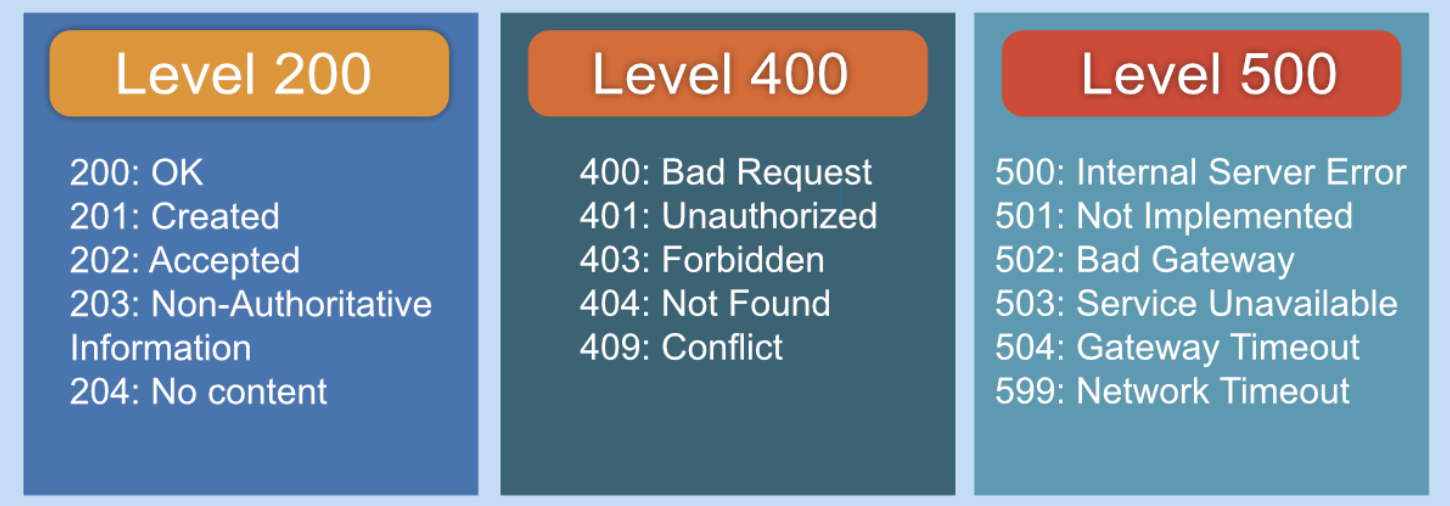 Level 200
200: OK
201: Created
202: Accepted
203: Non-Authoritative
Information
204: No content
Level 400
400: Bad Request
401: Unauthorized
403: Forbidden
404: Not Found
409: Conflict
Level 500
500: Internal Server Error
501: Not Implemented
502: Bad Gateway
503: Service Unavailable
504: Gateway Timeout
599: Network Timeout